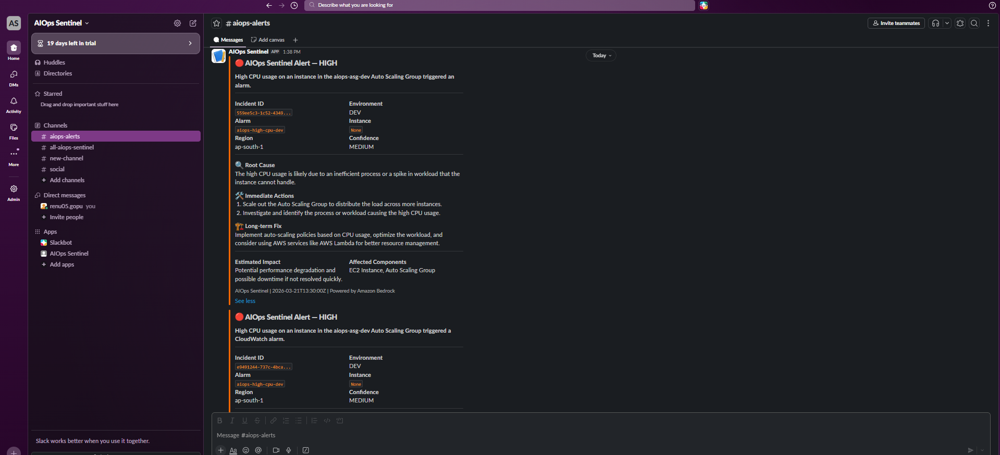 Describe what you are looking for
AS
Home
DMs
Activity
Files
More
Admin
AIOps Sentinel
19 days left in trial
Huddles
Directories
Starred
Drag and drop important stuff here
Channels
# aiops-alerts
# all-aiops-sentinel
# new-channel
# social
+ Add channels
Direct messages
renu05.gopu you
+ Invite people
Apps
Slackbot
AIOps Sentinel
+ Add apps
Slack works better when you use it together.
# aiops-alerts
Invite teammates
Messages
Add canvas
Today
AIOps Sentinel APP 1:38 PM
AIOps Sentinel Alert — HIGH
High CPU usage on an instance in the aiops-asg-dev Auto Scaling Group triggered an
alarm.
Incident ID Environment
559ee5c3-1c52-4349... DEV
Alarm Instance
aiops-high-cpu-dev None
Region Confidence
ap-south-1 MEDIUM
Root Cause
The high CPU usage is likely due to an inefficient process or a spike in workload that the
instance cannot handle.
Immediate Actions
1. Scale out the Auto Scaling Group to distribute the load across more instances.
2. Investigate and identify the process or workload causing the high CPU usage.
Long-term Fix
Implement auto-scaling policies based on CPU usage, optimize the workload, and
consider using AWS services like AWS Lambda for better resource management.
Estimated Impact Affected Components
Potential performance degradation and EC2 Instance, Auto Scaling Group
possible downtime if not resolved quickly.
AIOps Sentinel | 2026-03-21T13:30:00Z | Powered by Amazon Bedrock
See less
AIOps Sentinel Alert — HIGH
High CPU usage on an instance in the aiops-asg-dev Auto Scaling Group triggered a
CloudWatch alarm.
Incident ID Environment
e9491244-737c-4bca... DEV
Alarm Instance
aiops-high-cpu-dev None
Region Confidence
ap-south-1 MEDIUM
B I U S
Message #aiops-alerts
+ Aa @